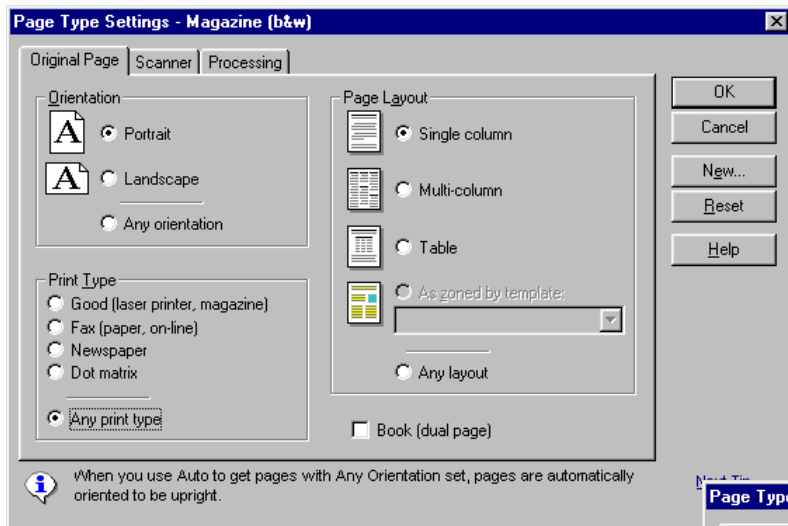 Page Type Settings - Magazine (b&w)
Original Page Scanner Processing
Orientation
A Portrait
A Landscape
Any orientation
Print Type
Good (laser printer, magazine)
Fax (paper, on-line)
Newspaper
Dot matrix
Any print type
Page Layout
Single column
Multi-column
Table
As zoned by template:
Any layout
Book (dual page)
OK
Cancel
New...
Reset
Help
When you use Auto to get pages with Any Orientation set, pages are automatically
oriented to be upright.
Next Tip
Page Type